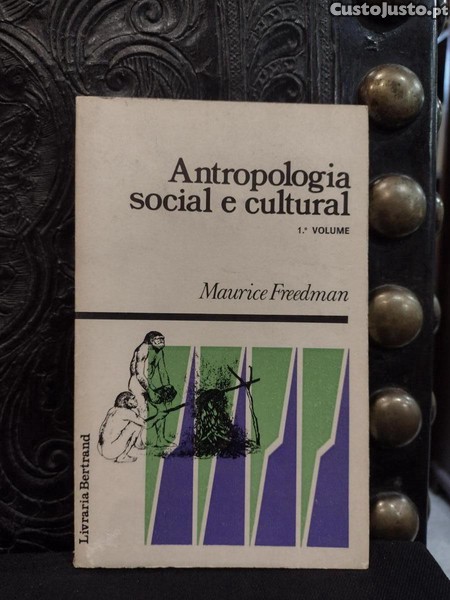 CustoJusto.pt
Antropologia
social e cultural
1.º VOLUME
Maurice Freedman
Livraria Bertrand